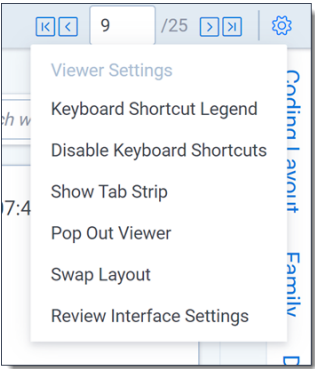 9 /25
Viewer Settings
Keyboard Shortcut Legend
Disable Keyboard Shortcuts
Show Tab Strip
Pop Out Viewer
Swap Layout
Review Interface Settings
Coding Layout
Family